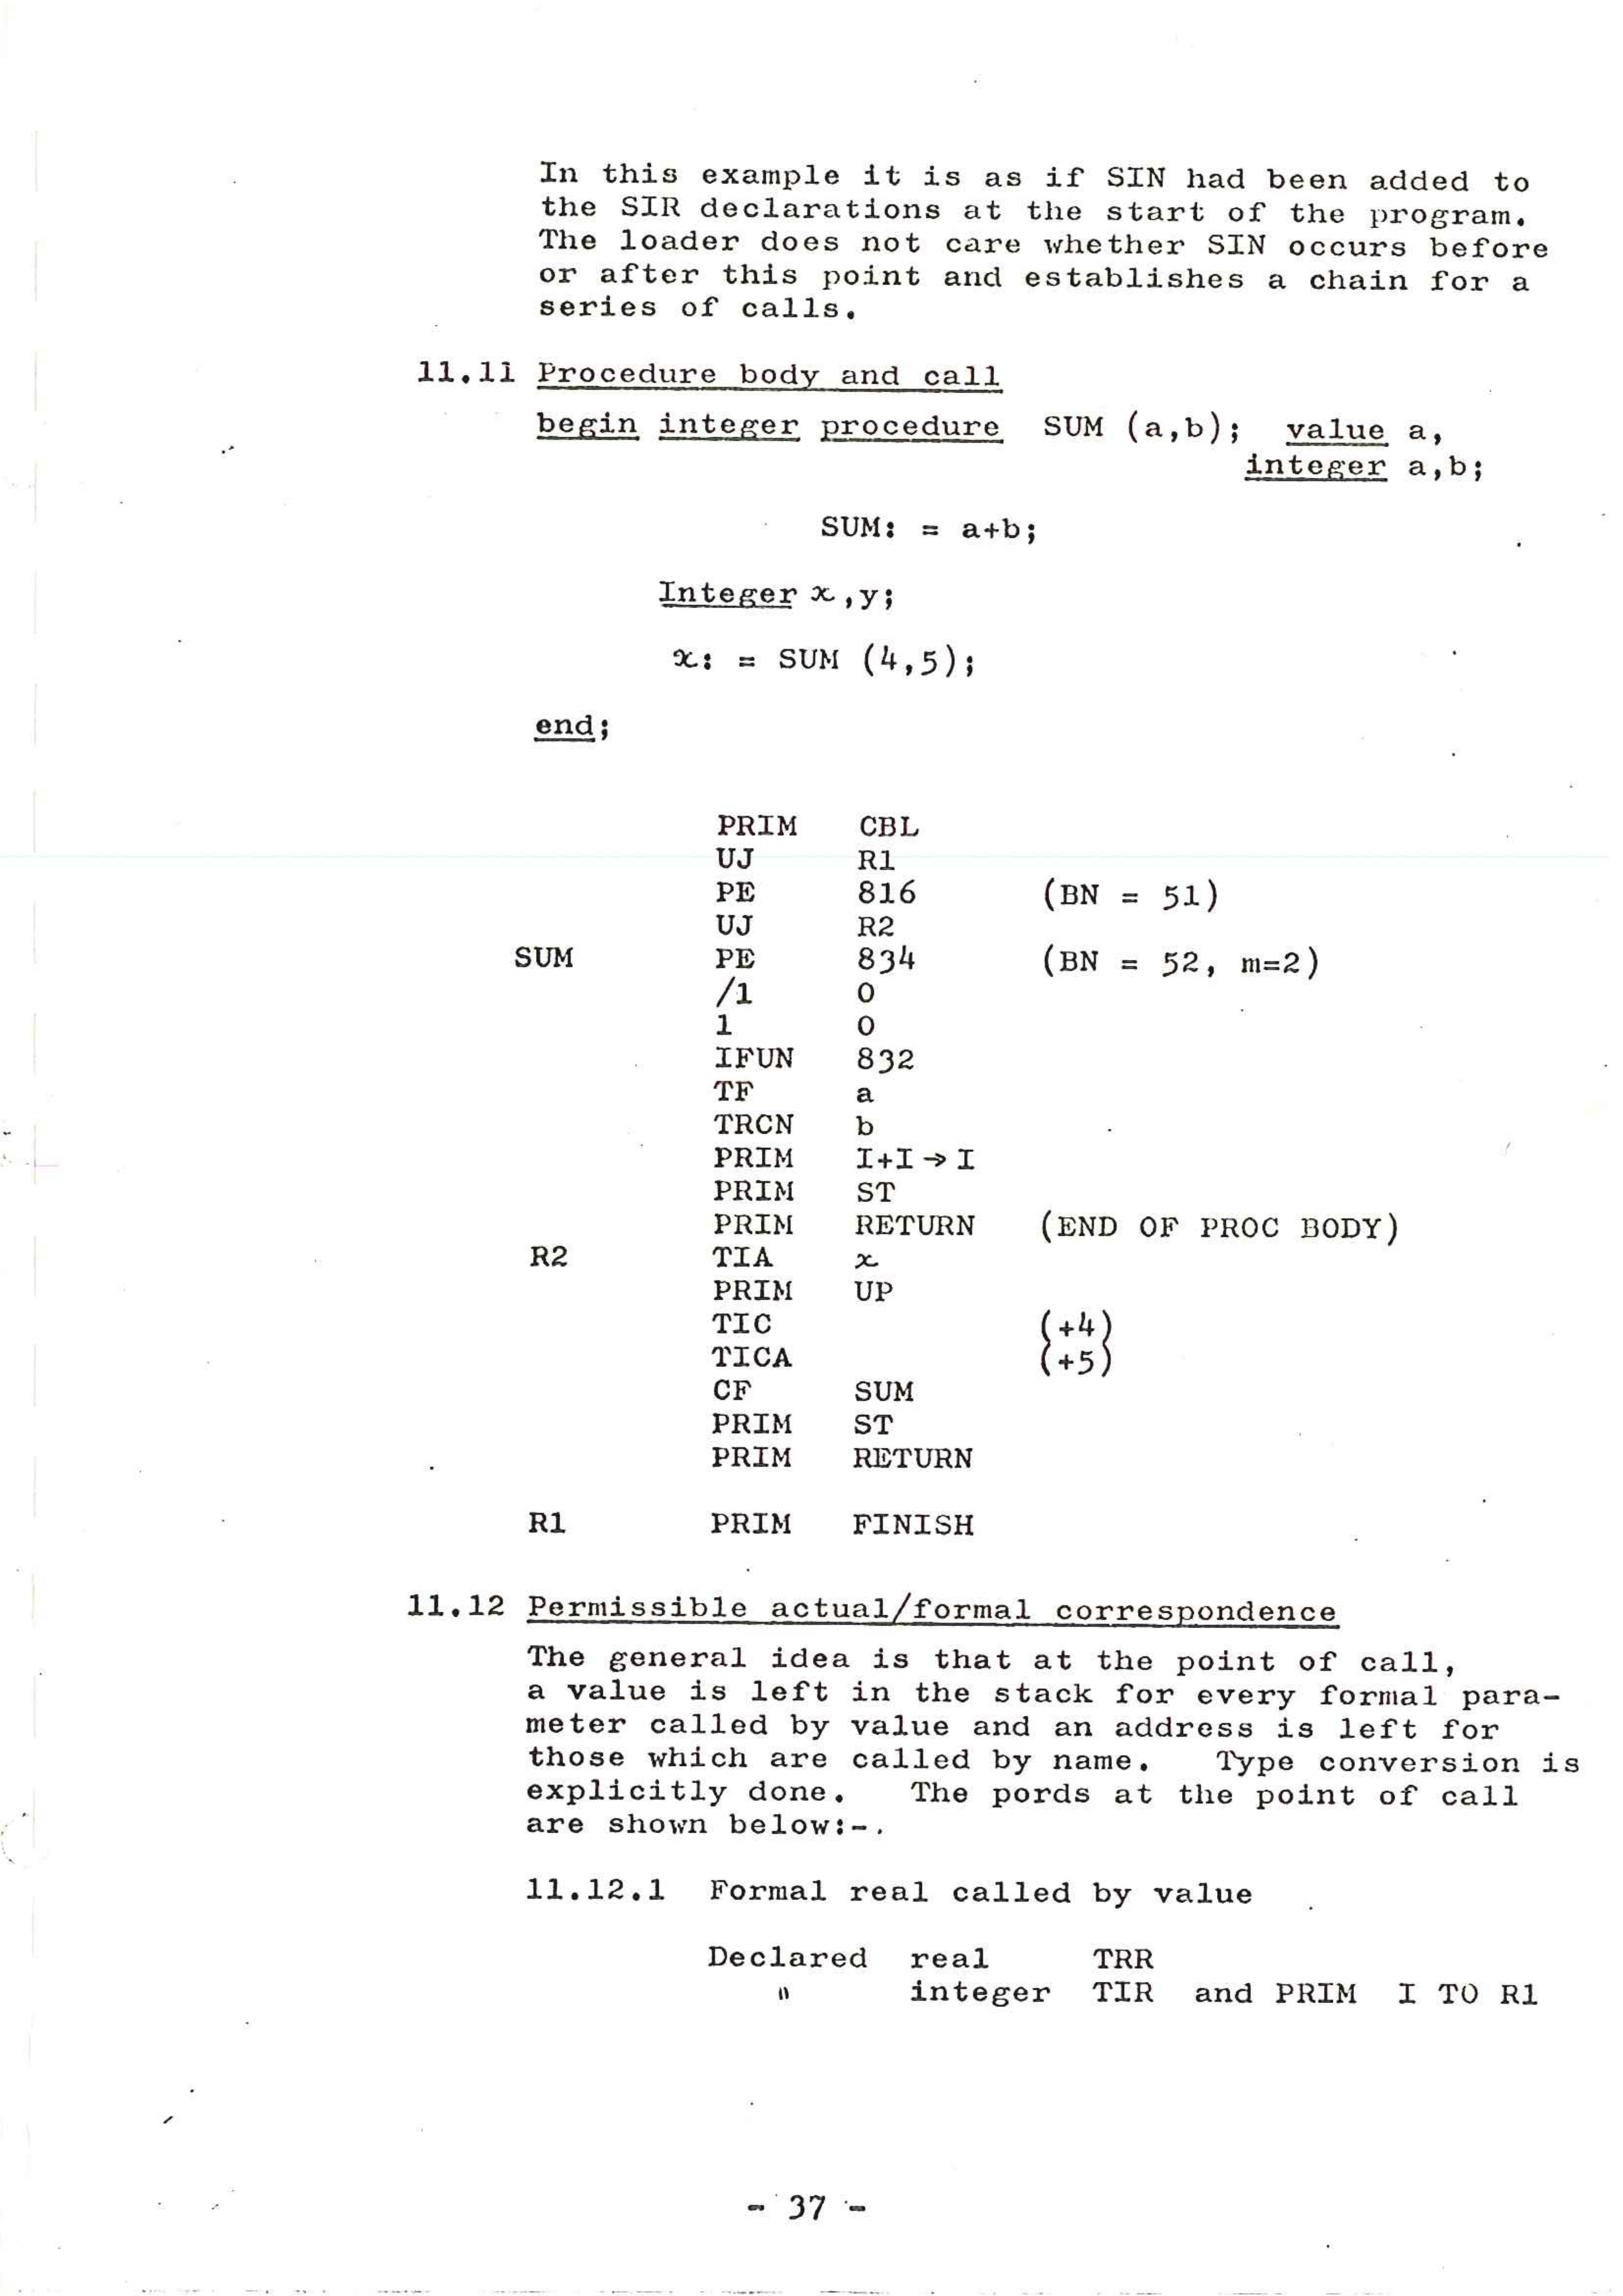 In this example it is as if SIN had been added to
the SIR declarations at the start of the program.
The loader does not care whether SIN occurs before
or after this point and establishes a chain for a
series of calls.
11.11 Procedure body and call
begin integer procedure SUM (a,b); value a,
integer a,b;
SUM: = a+b;
Integer x,y;
x: = SUM (4,5);
end;
PRIM CBL
UJ R1
PE 816 (BN = 51)
UJ R2
SUM PE 834 (BN = 52, m=2)
/1 0
1 0
IFUN 832
TF a
TRCN b
PRIM I+I→I
PRIM ST
PRIM RETURN (END OF PROC BODY)
R2 TIA x
PRIM UP
TIC (+4)
TICA (+5)
CF SUM
PRIM ST
PRIM RETURN
R1 PRIM FINISH
11.12 Permissible actual/formal correspondence
The general idea is that at the point of call,
a value is left in the stack for every formal para-
meter called by value and an address is left for
those which are called by name. Type conversion is
explicitly done. The pords at the point of call
are shown below:-.
11.12.1 Formal real called by value
Declared real TRR
" integer TIR and PRIM I TO R1
- 37 -